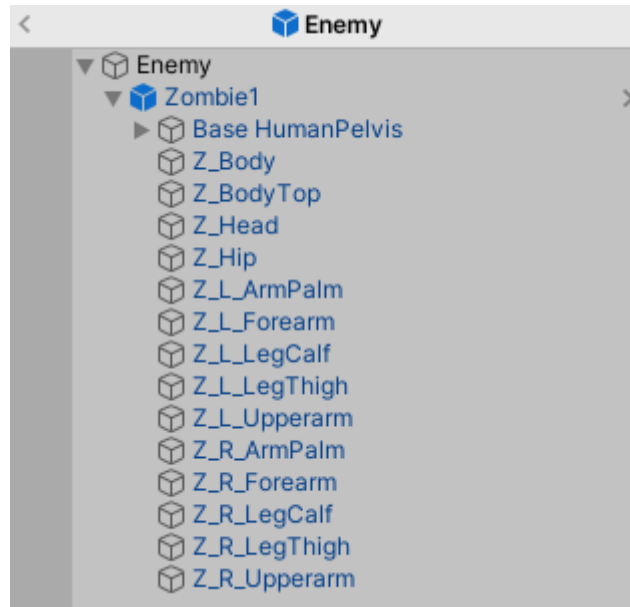 Enemy
Enemy
Zombie1
Base HumanPelvis
Z_Body
Z_BodyTop
Z_Head
Z_Hip
Z_L_ArmPalm
Z_L_Forearm
Z_L_LegCalf
Z_L_LegThigh
Z_L_Upperarm
Z_R_ArmPalm
Z_R_Forearm
Z_R_LegCalf
Z_R_LegThigh
Z_R_Upperarm